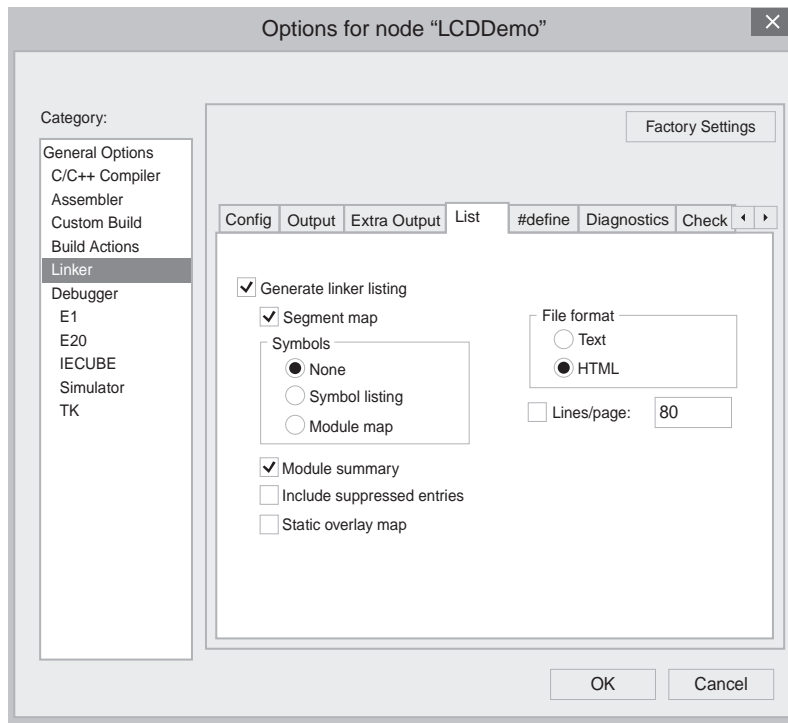 Options for node “LCDDemo”
Category:
General Options
C/C++ Compiler
Assembler
Custom Build
Build Actions
Linker
Debugger
E1
E20
IECUBE
Simulator
TK
Factory Settings
Config Output Extra Output List #define Diagnostics Check
Generate linker listing
Segment map
Symbols
None
Symbol listing
Module map
Module summary
Include suppressed entries
Static overlay map
File format
Text
HTML
Lines/page: 80
OK Cancel